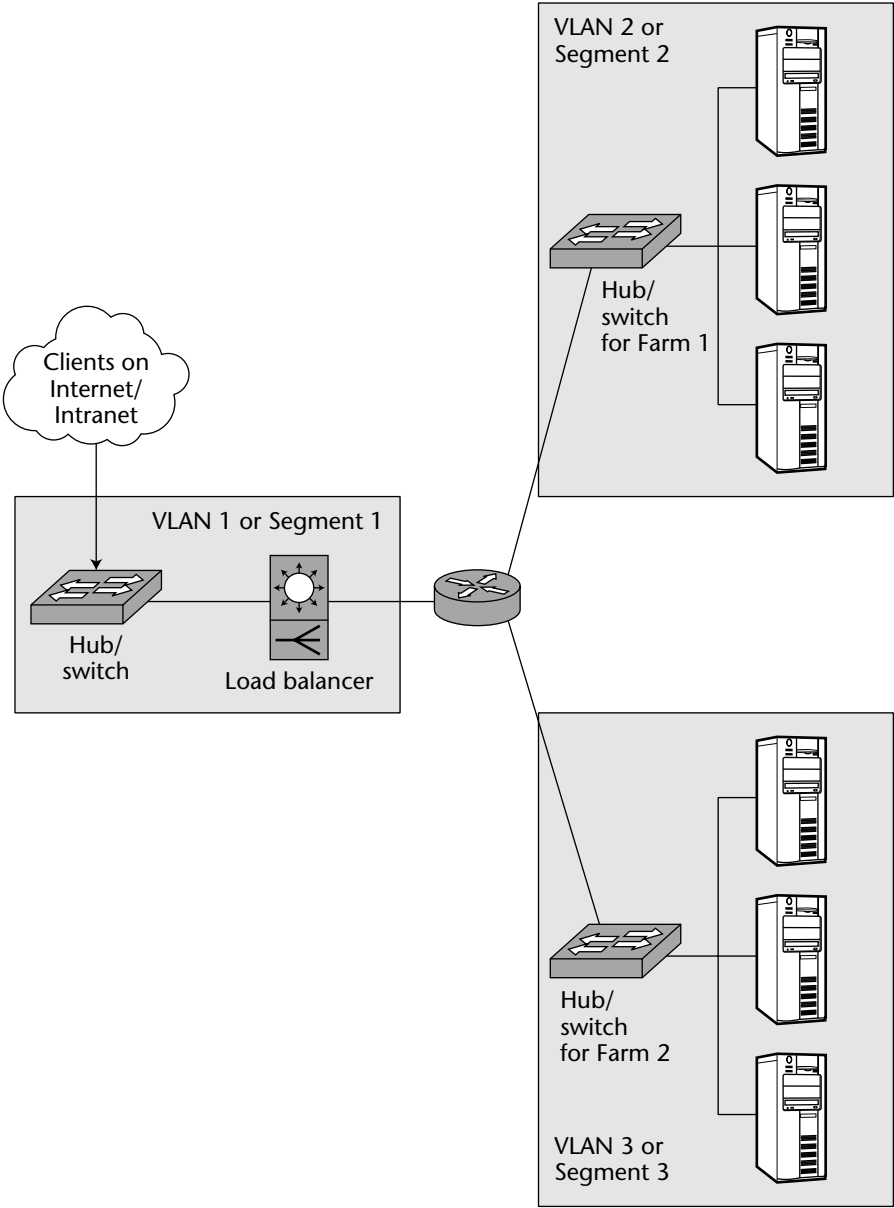 VLAN 2 or
Segment 2
Hub/
switch
for Farm 1
Clients on
Internet/
Intranet
VLAN 1 or Segment 1
Hub/
switch
Load balancer
Hub/
switch
for Farm 2
VLAN 3 or
Segment 3